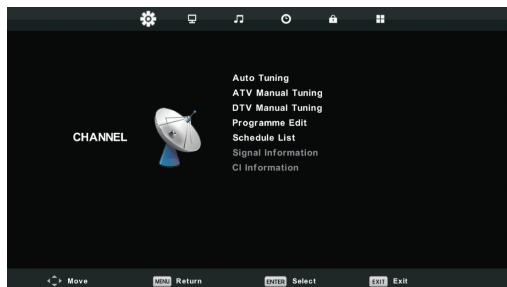 CHANNEL
Auto Tuning
ATV Manual Tuning
DTV Manual Tuning
Programme Edit
Schedule List
Signal Information
CI Information
Move
MENU Return
ENTER Select
EXIT Exit